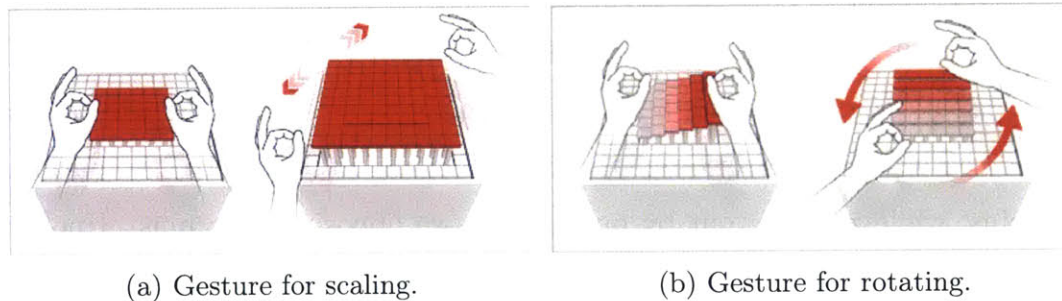 (a) Gesture for scaling.
(b) Gesture for rotating.